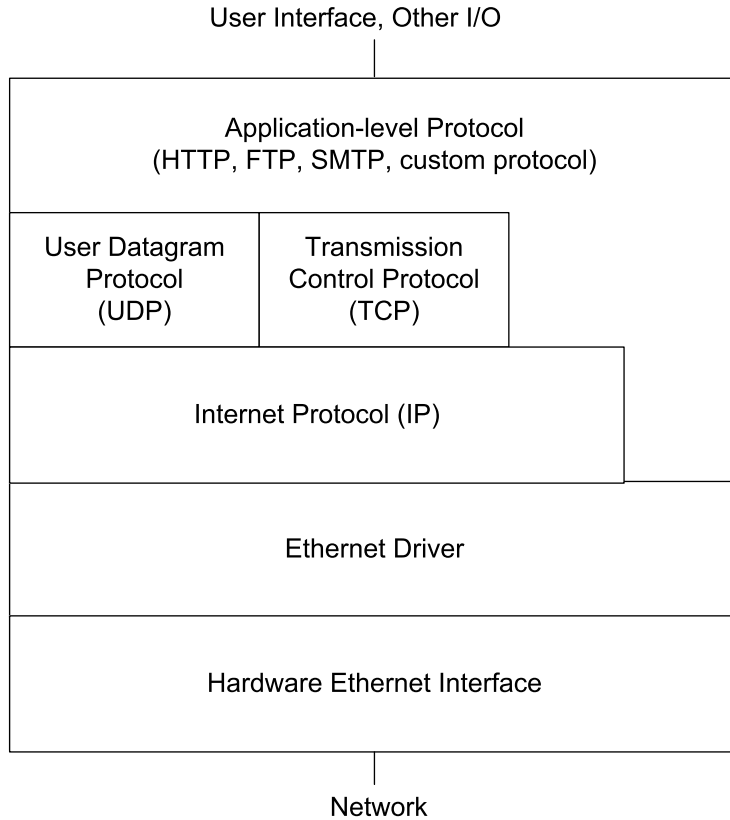 User Interface, Other I/O
Application-level Protocol
(HTTP, FTP, SMTP, custom protocol)
User Datagram
Protocol
(UDP)
Transmission
Control Protocol
(TCP)
Internet Protocol (IP)
Ethernet Driver
Hardware Ethernet Interface
Network